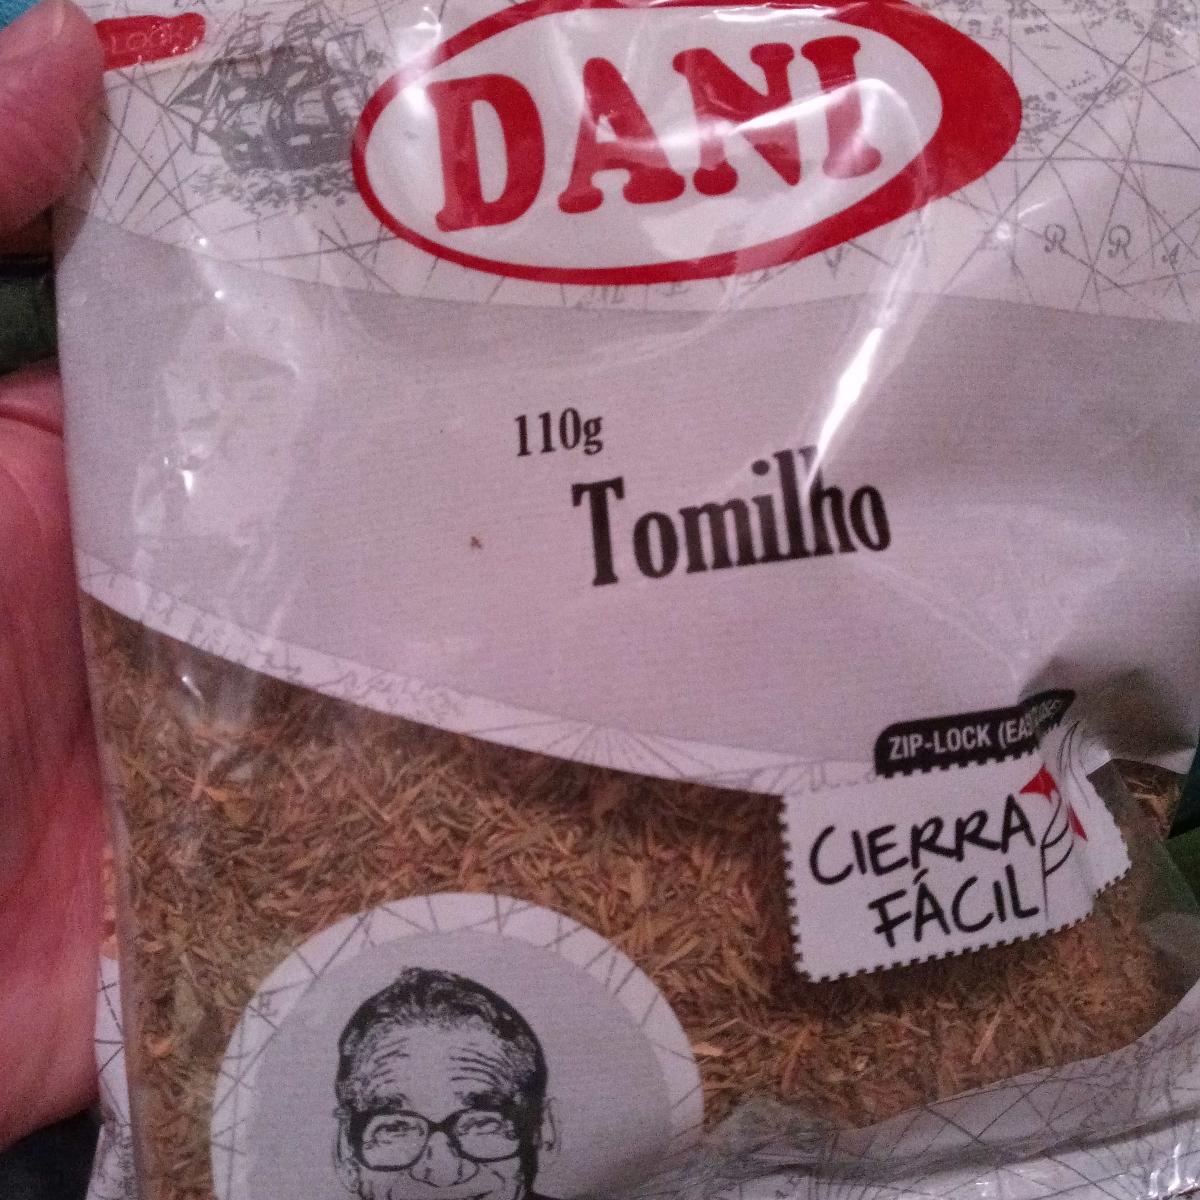 DANI
110g
Tomilho
ZIP-LOCK
CIERRA
FÁCIL